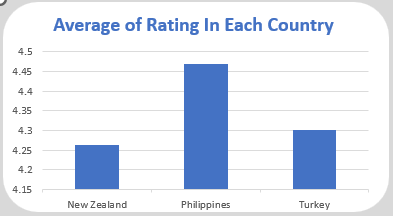 Average of Rating In Each Country
4.5
4.45
4.4
4.35
4.3
4.25
4.2
4.15
New Zealand
Philippines
Turkey